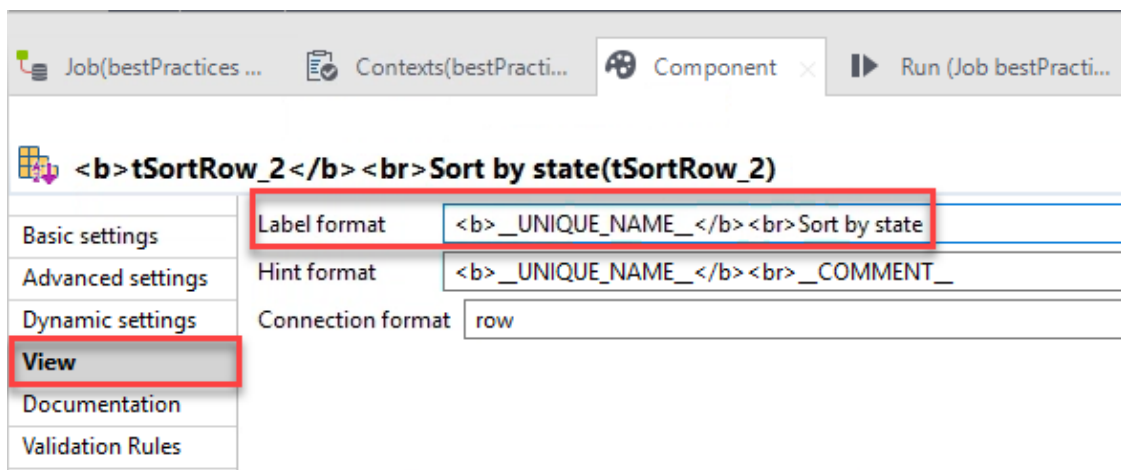 Job(bestPractices ...
Contexts(bestPracti...
Component
Run (Job bestPracti...
<b>tSortRow_2</b><br>Sort by state(tSortRow_2)
Basic settings
Advanced settings
Dynamic settings
View
Documentation
Validation Rules
Label format <b>__UNIQUE_NAME__</b><br>Sort by state
Hint format <b>__UNIQUE_NAME__</b><br>__COMMENT__
Connection format row